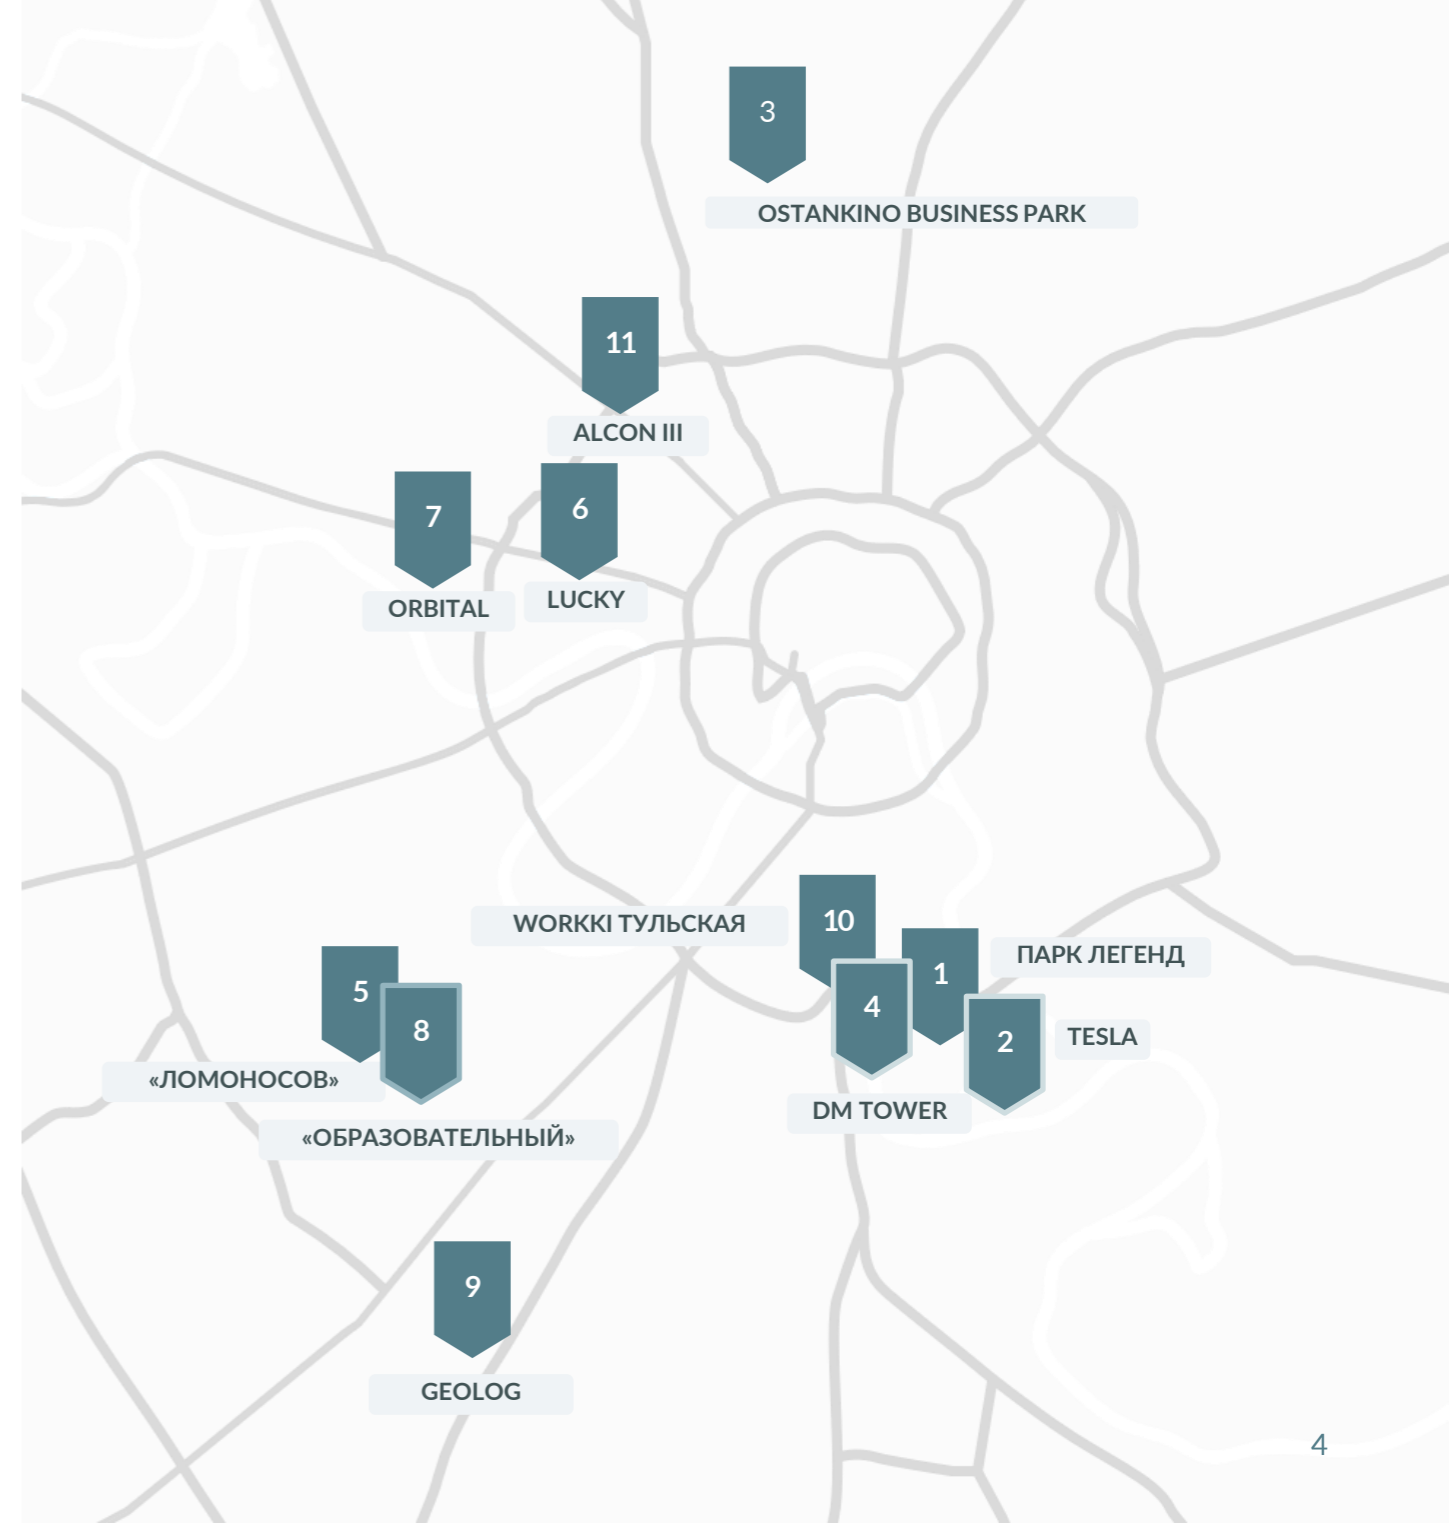 3
OSTANKINO BUSINESS PARK
11
ALCON III
7
6
ORBITAL
LUCKY
WORKKI ТУЛЬСКАЯ
10
1
ПАРК ЛЕГЕНД
4
2
TESLA
DM TOWER
5
8
«ЛОМОНОСОВ»
«ОБРАЗОВАТЕЛЬНЫЙ»
9
GEOLOG
4